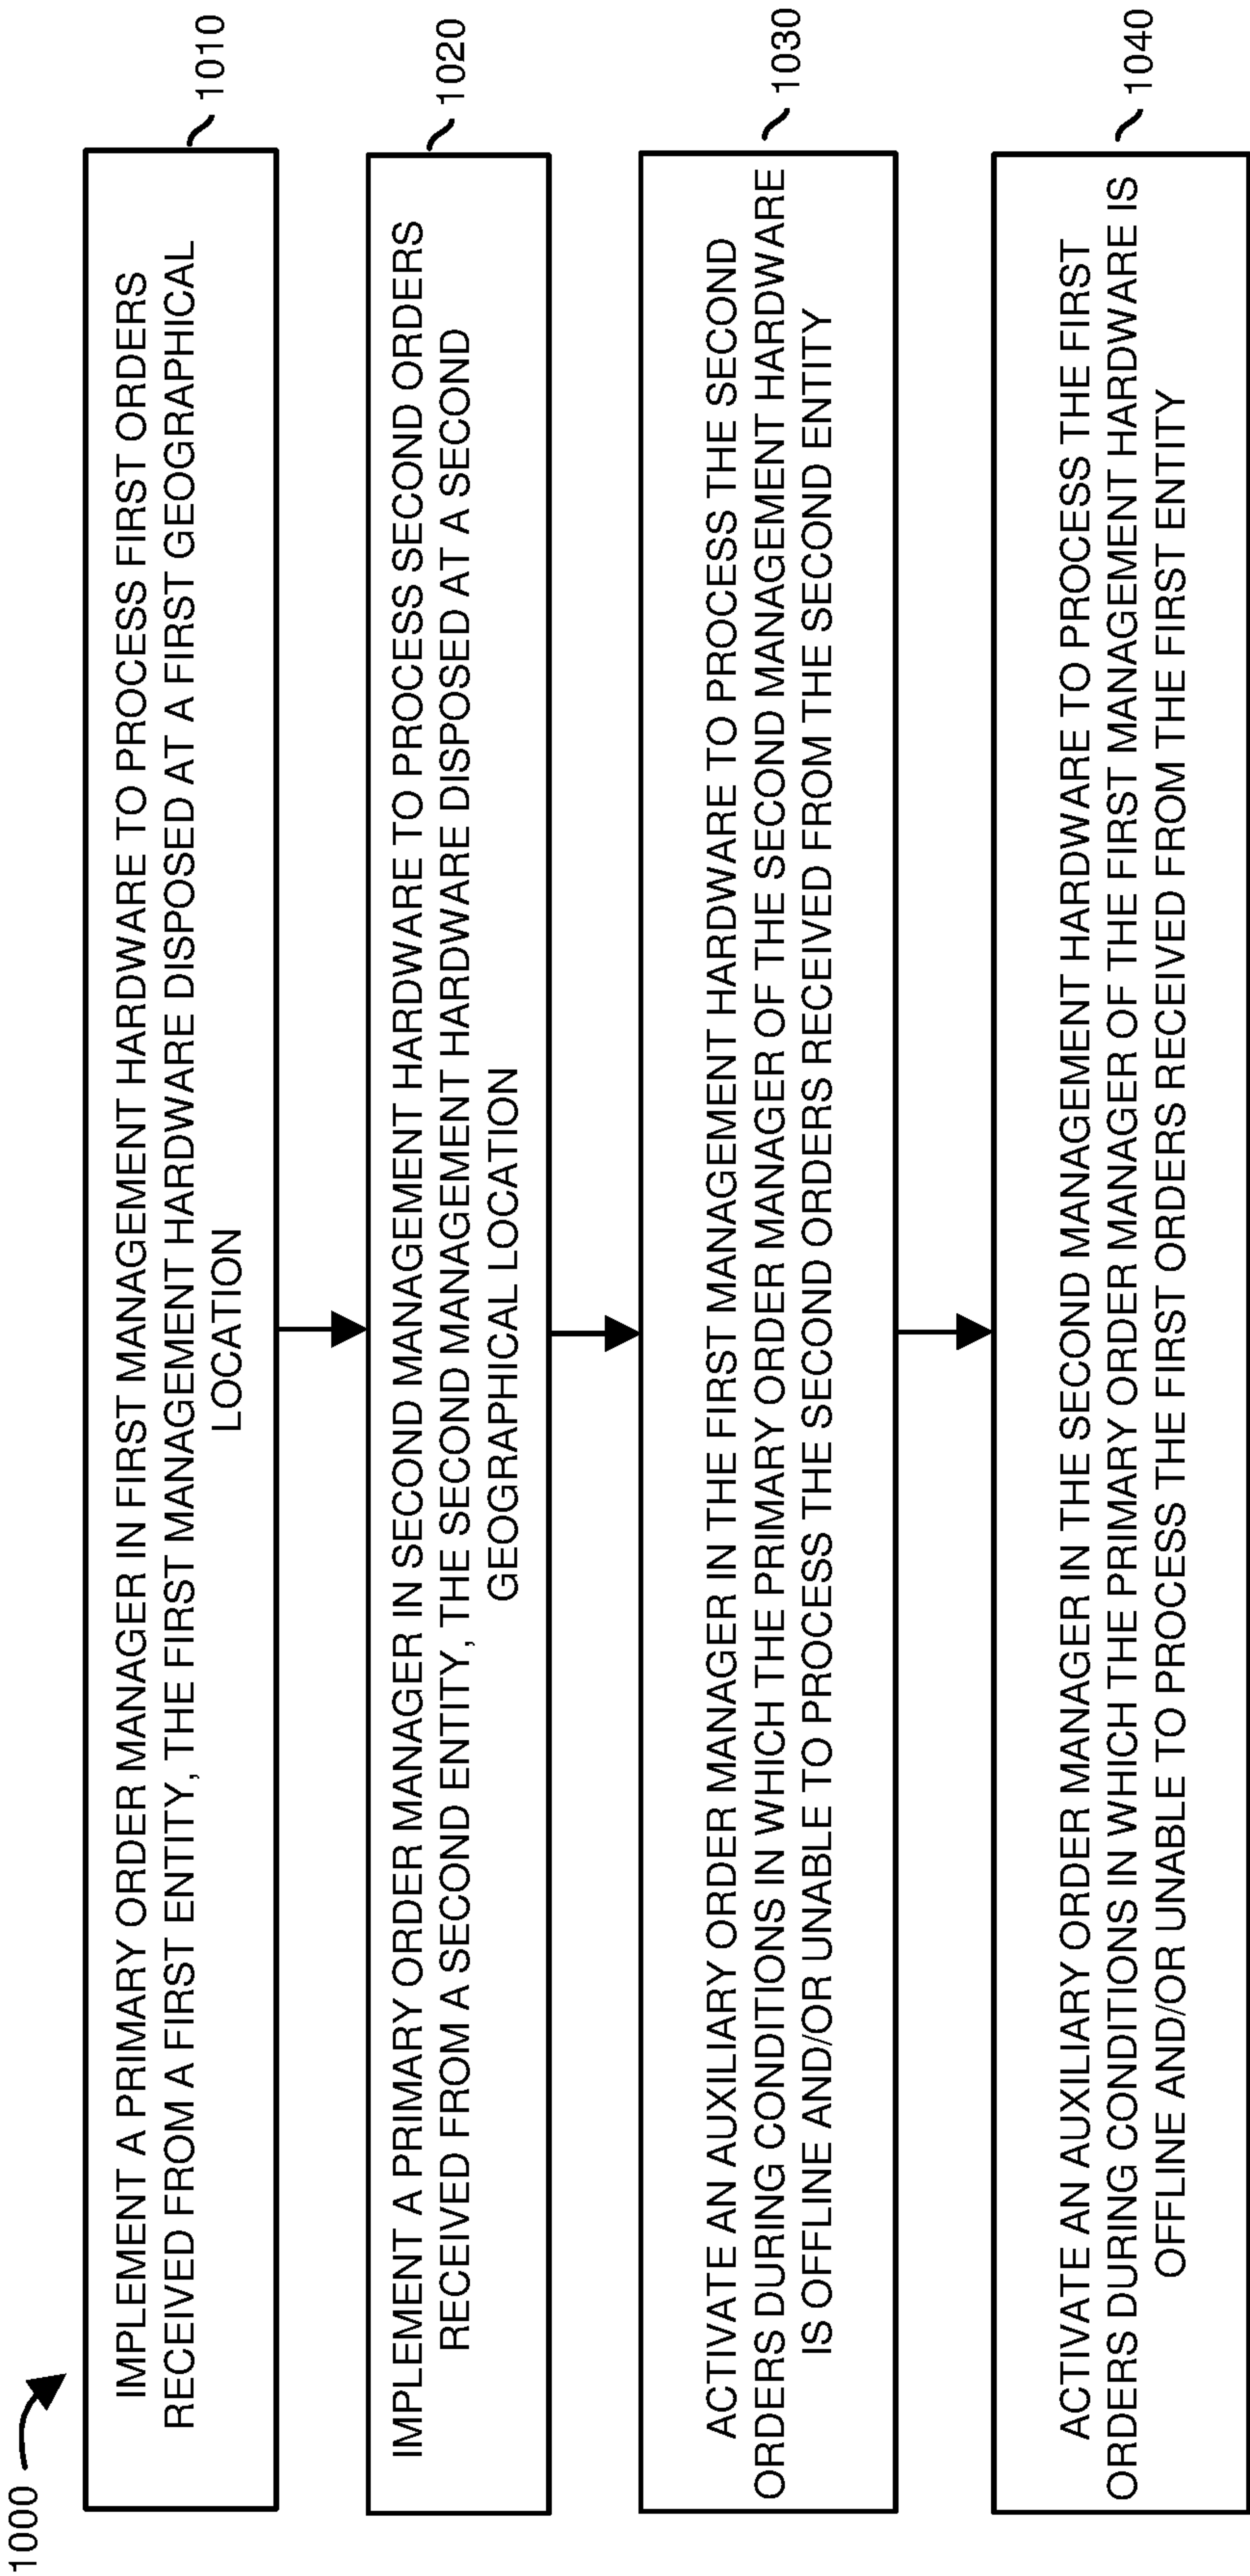 1000
IMPLEMENT A PRIMARY ORDER MANAGER IN FIRST MANAGEMENT HARDWARE TO PROCESS FIRST ORDERS
RECEIVED FROM A FIRST ENTITY, THE FIRST MANAGEMENT HARDWARE DISPOSED AT A FIRST GEOGRAPHICAL
LOCATION
1010
IMPLEMENT A PRIMARY ORDER MANAGER IN SECOND MANAGEMENT HARDWARE TO PROCESS SECOND ORDERS
RECEIVED FROM A SECOND ENTITY, THE SECOND MANAGEMENT HARDWARE DISPOSED AT A SECOND
GEOGRAPHICAL LOCATION
1020
ACTIVATE AN AUXILIARY ORDER MANAGER IN THE FIRST MANAGEMENT HARDWARE TO PROCESS THE SECOND
ORDERS DURING CONDITIONS IN WHICH THE PRIMARY ORDER MANAGER OF THE SECOND MANAGEMENT HARDWARE
IS OFFLINE AND/OR UNABLE TO PROCESS THE SECOND ORDERS RECEIVED FROM THE SECOND ENTITY
1030
ACTIVATE AN AUXILIARY ORDER MANAGER IN THE SECOND MANAGEMENT HARDWARE TO PROCESS THE FIRST
ORDERS DURING CONDITIONS IN WHICH THE PRIMARY ORDER MANAGER OF THE FIRST MANAGEMENT HARDWARE IS
OFFLINE AND/OR UNABLE TO PROCESS THE FIRST ORDERS RECEIVED FROM THE FIRST ENTITY
1040